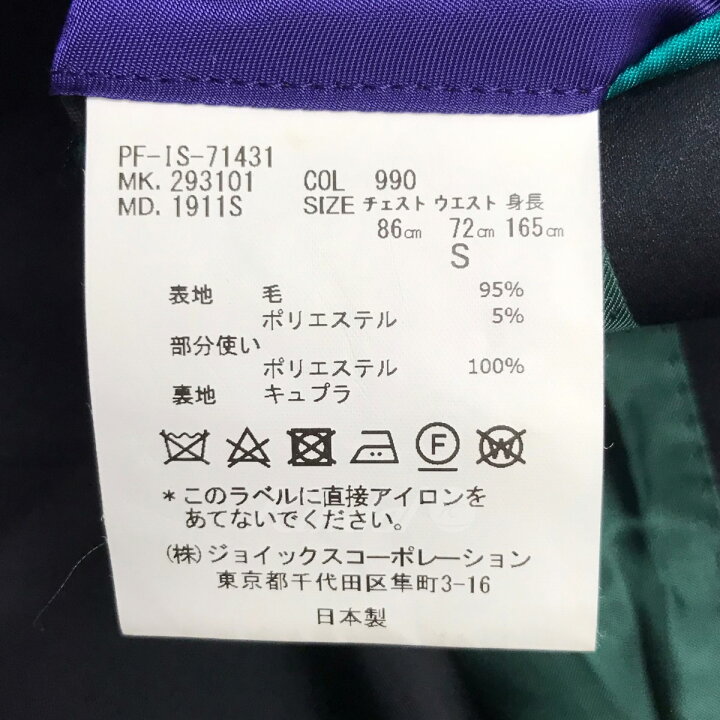 PF-IS-71431
MK. 293101 COL 990
MD. 1911S SIZE チェスト ウエスト 身長
86㎝ 72㎝ 165㎝
S
表地 毛 95%
ポリエステル 5%
部分使い
ポリエステル 100%
裏地 キュプラ
F W
*このラベルに直接アイロンを
あてないでください。
(株)ジョイックスコーポレーション
東京都千代田区隼町3-16
日本製